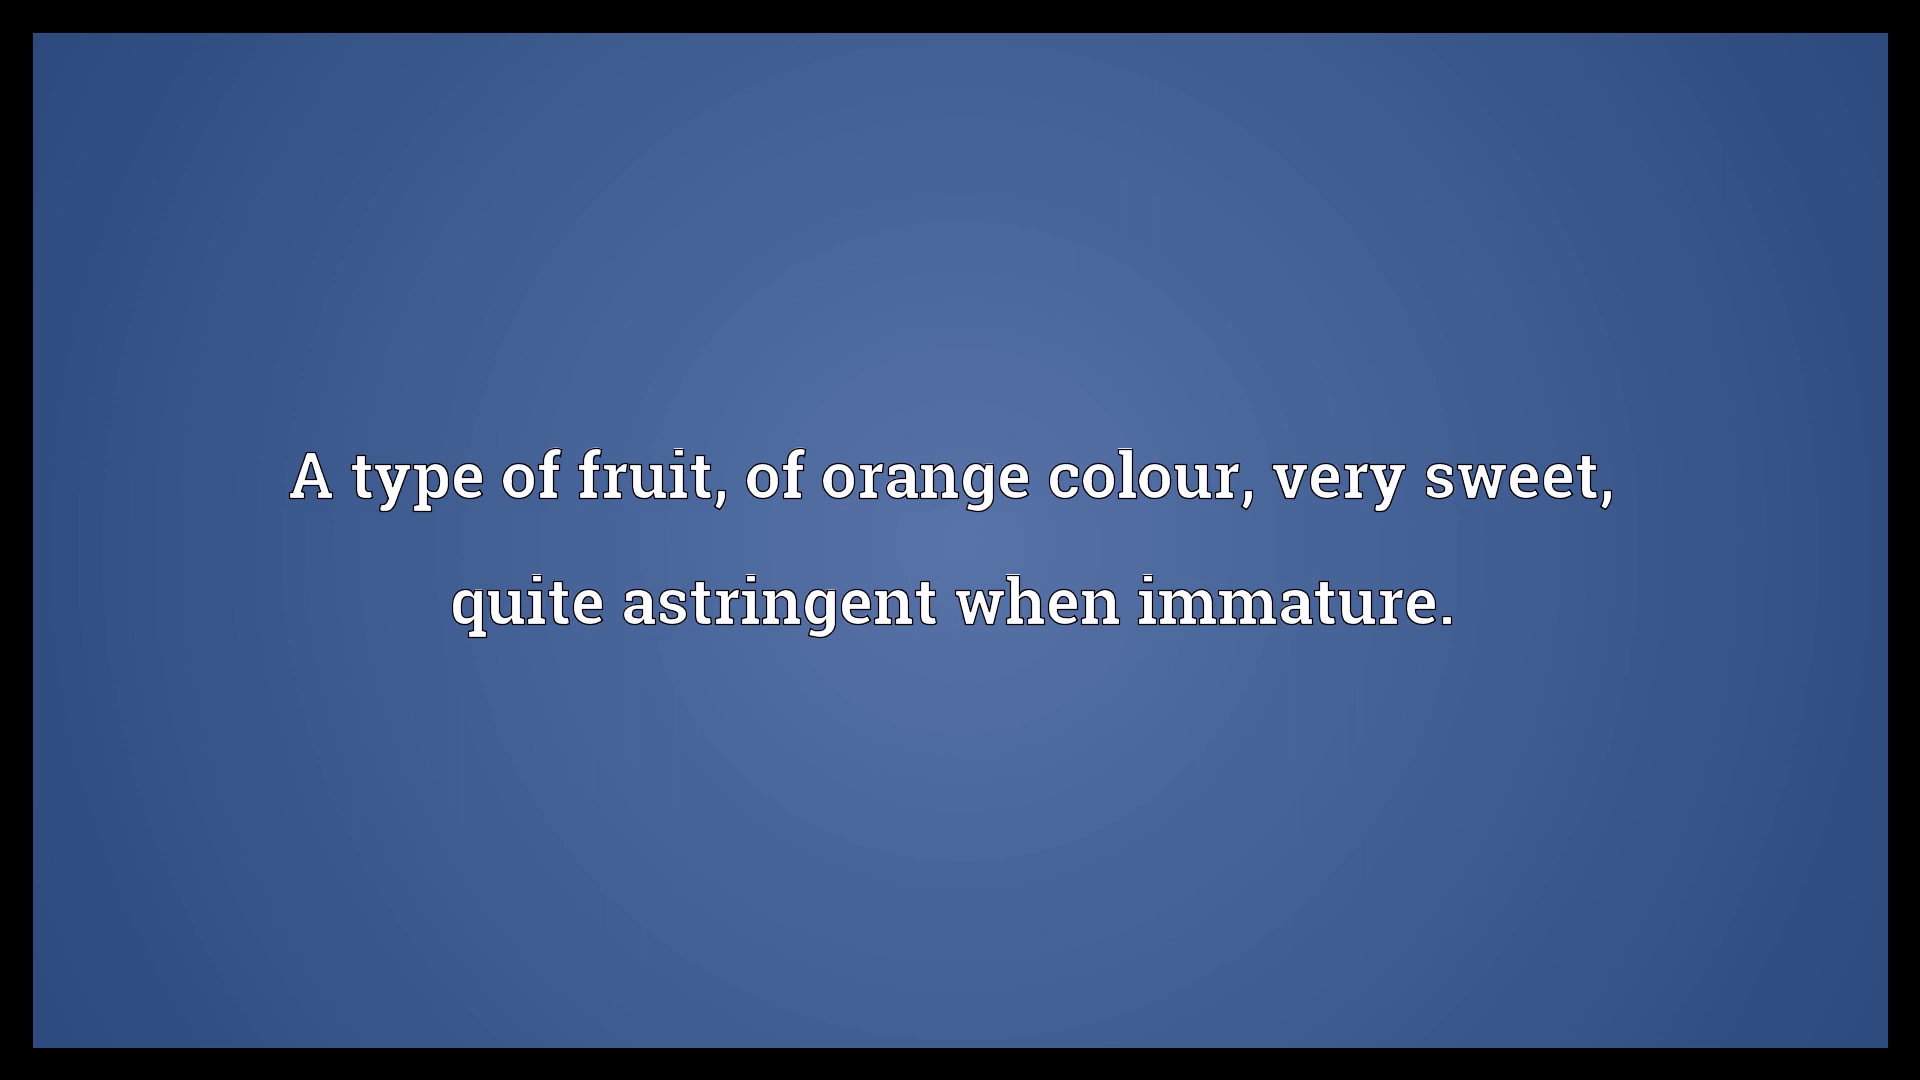 A type of fruit, of orange colour, very sweet,
quite astringent when immature.